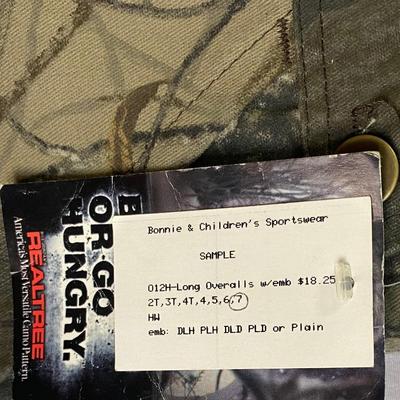 Bonnie & Children's Sportswear
SAMPLE
012H-Long Overalls w/emb $18.25
2T,3T,4T,4,5,6,7
HW
emb: DLH PLH DLD PLD or Plain
OR GO
HUNGRY.
REALTREE
America's Most Versatile Camo Pattern.